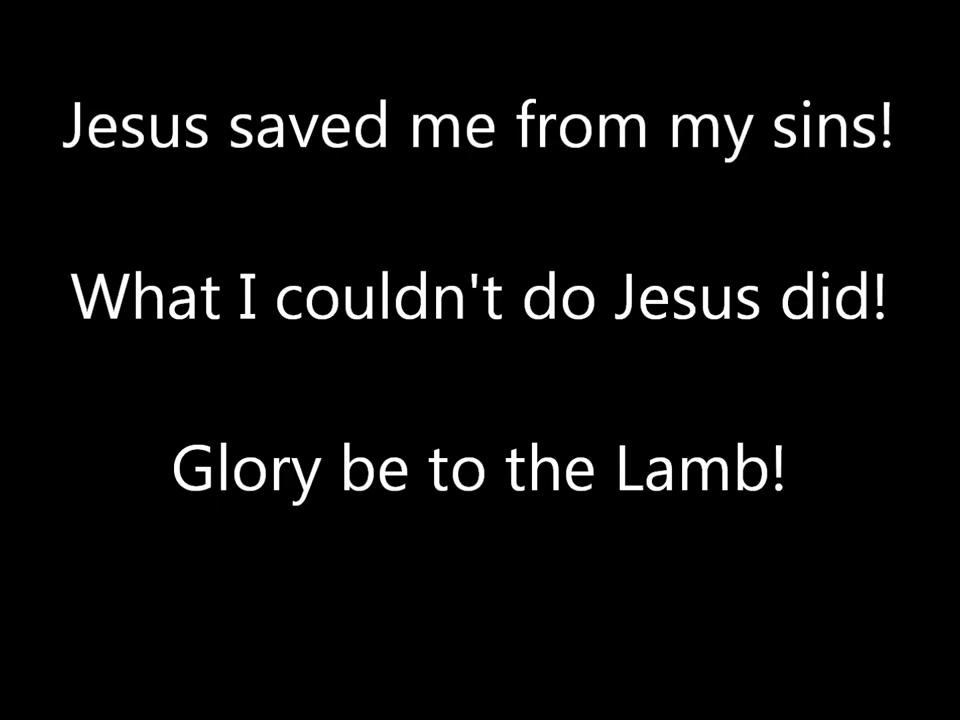 Jesus saved me from my sins!
What I couldn't do Jesus did!
Glory be to the Lamb!